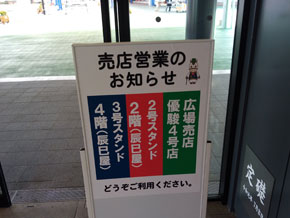 売店営業の
お知らせ
広場売店
優駿4号店
2号スタンド
2階(辰巳屋)
3号スタンド
4階(辰巳屋)
どうぞご利用ください。